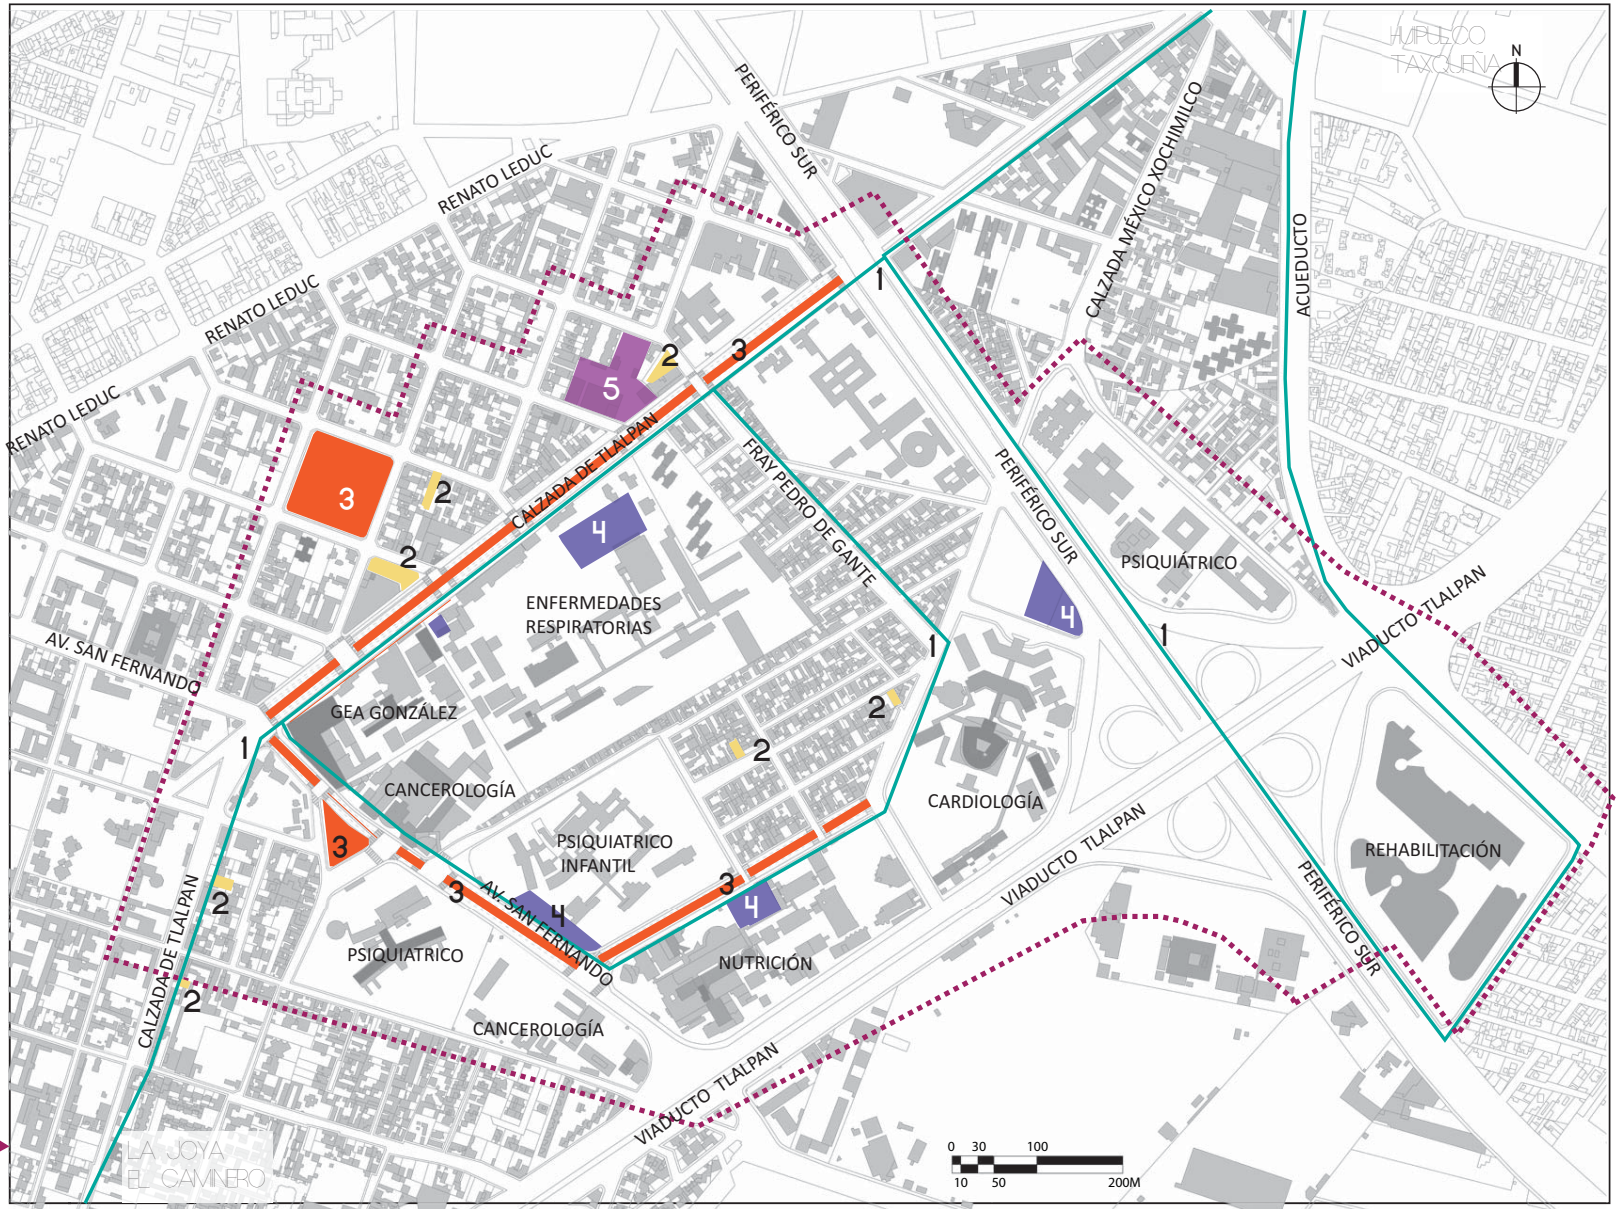 HUIPULCO
TAXQUEÑA
N
PERIFÉRICO SUR
CALZADA MÉXICO XOCHIMILCO
RENATO LEDUC
ACUEDUCTO
RENATO LEDUC
1
3
2
5
RENATO LEDUC
CALZADA DE TLALPAN
FRAY PEDRO DE GANTE
PERIFÉRICO SUR
3
2
4
2
PSIQUIÁTRICO
ENFERMEDADES
RESPIRATORIAS
4
VIADUCTO TLALPAN
1
1
AV. SAN FERNANDO
GEA GONZÁLEZ
2
1
2
CANCEROLOGÍA
CARDIOLOGÍA
3
PSIQUIATRICO
INFANTIL
REHABILITACIÓN
VIADUCTO TLALPAN
2
3
AV. SAN FERNANDO
4
3
4
PERIFÉRICO SUR
CALZADA DE TLALPAN
PSIQUIATRICO
NUTRICIÓN
2
CANCEROLOGÍA
VIADUCTO TLALPAN
LA JOYA
EL CAMINERO
0 30 100
10 50 200M